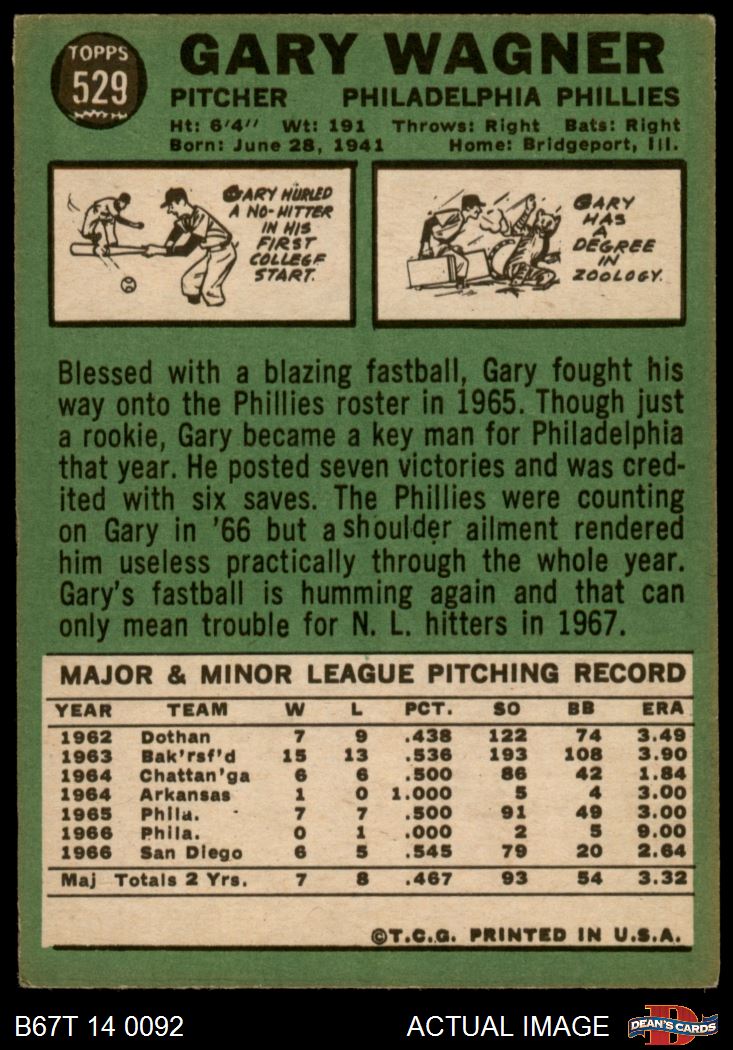 TOPPS
529
GARY WAGNER
PITCHER PHILADELPHIA PHILLIES
Ht: 6'4'' Wt: 191 Throws: Right Bats: Right
Born: June 28, 1941 Home: Bridgeport, Ill.
GARY HURLED
A NO-HITTER
IN HIS
FIRST
COLLEGE
START.
GARY
HAS
A
DEGREE
IN
ZOOLOGY.
Blessed with a blazing fastball, Gary fought his
way onto the Phillies roster in 1965. Though just
a rookie, Gary became a key man for Philadelphia
that year. He posted seven victories and was cred-
ited with six saves. The Phillies were counting
on Gary in '66 but a shoulder ailment rendered
him useless practically through the whole year.
Gary's fastball is humming again and that can
only mean trouble for N. L. hitters in 1967.
MAJOR & MINOR LEAGUE PITCHING RECORD
YEAR TEAM W L PCT. SO BB ERA
1962 Dothan 7 9 .438 122 74 3.49
1963 Bak'rsf'd 15 13 .536 193 108 3.90
1964 Chattan'ga 6 6 .500 86 42 1.84
1964 Arkansas 1 0 1.000 5 4 3.00
1965 Phila. 7 7 .500 91 49 3.00
1966 Phila. 0 1 .000 2 5 9.00
1966 San Diego 6 5 .545 79 20 2.64
Maj Totals 2 Yrs. 7 8 .467 93 54 3.32
©T.C.G. PRINTED IN U.S.A.
B67T 14 0092 ACTUAL IMAGE DEAN'S CARDS